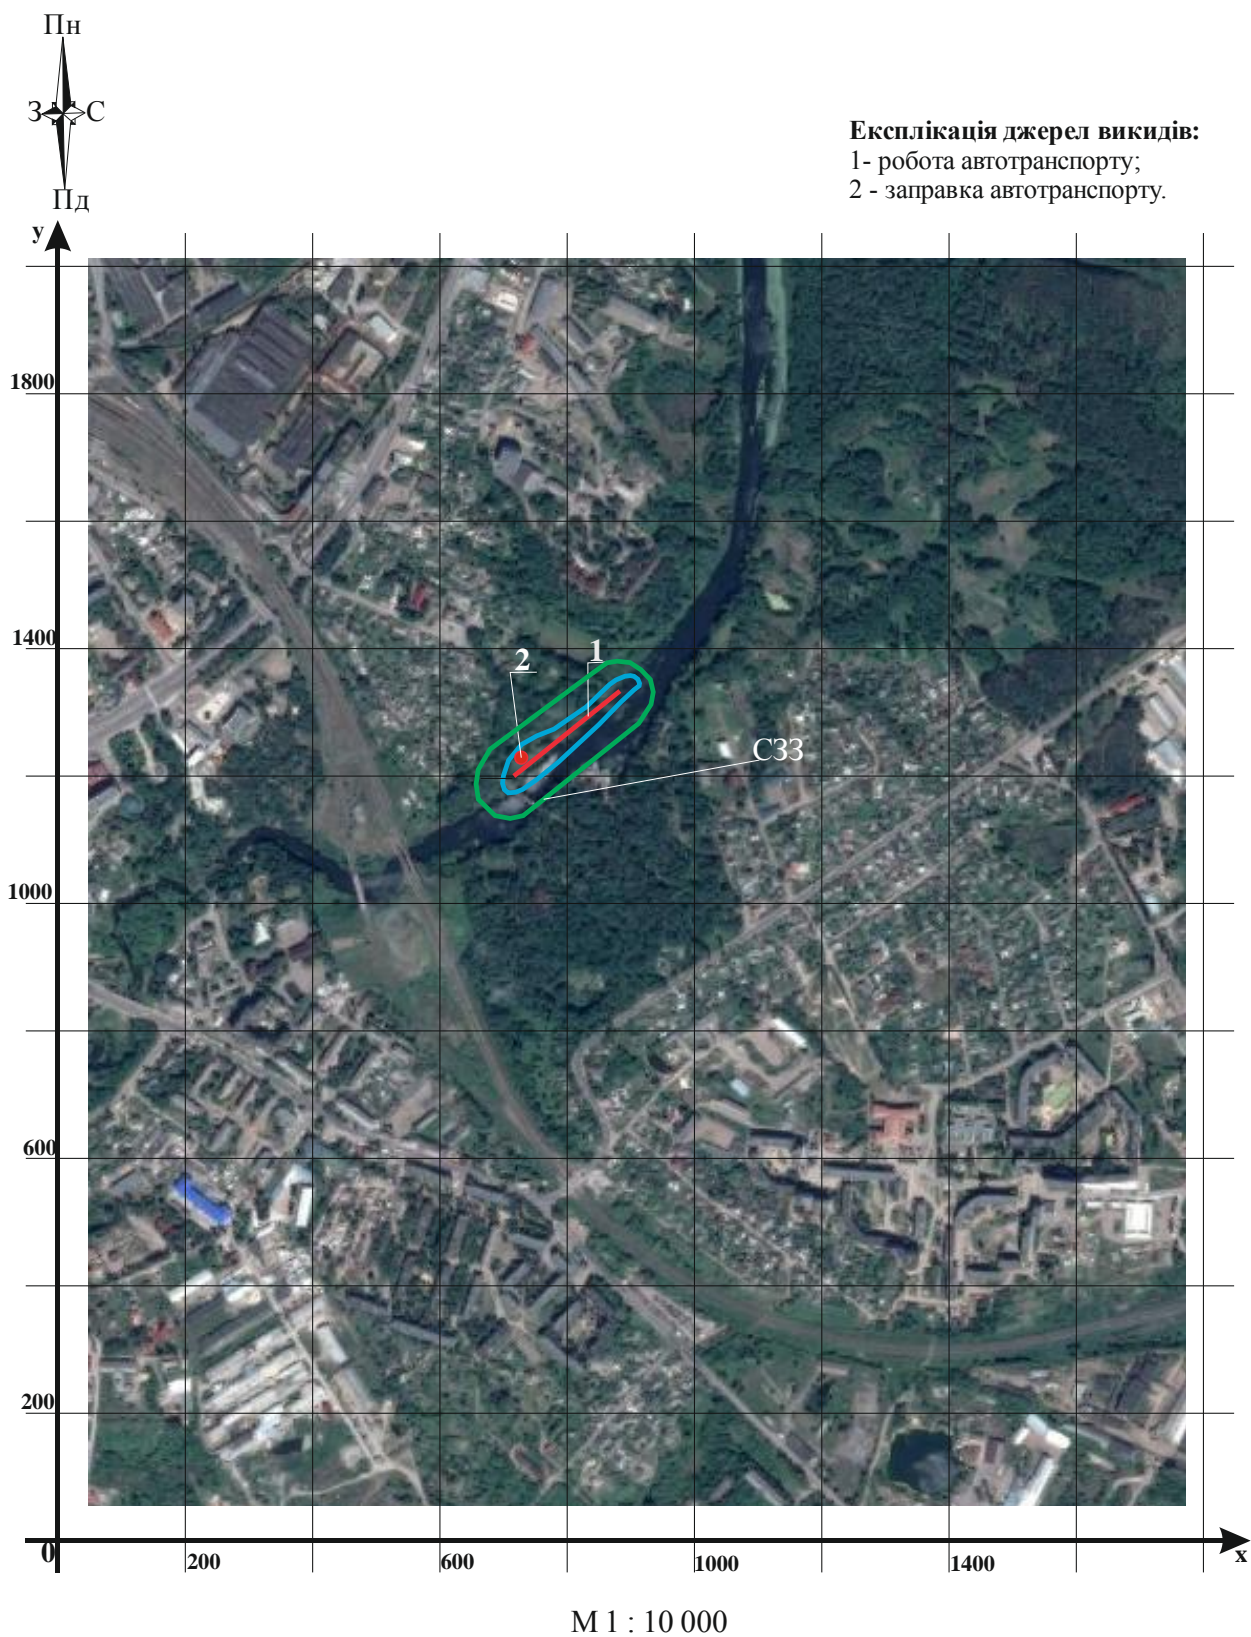 Пн
З С
Пд
Експлікація джерел викидів:
1- робота автотранспорту;
2 - заправка автотранспорту.
y
1800
1400
2 1
СЗЗ
1000
600
200
0
200 600 1000 1400 x
М 1 : 10 000